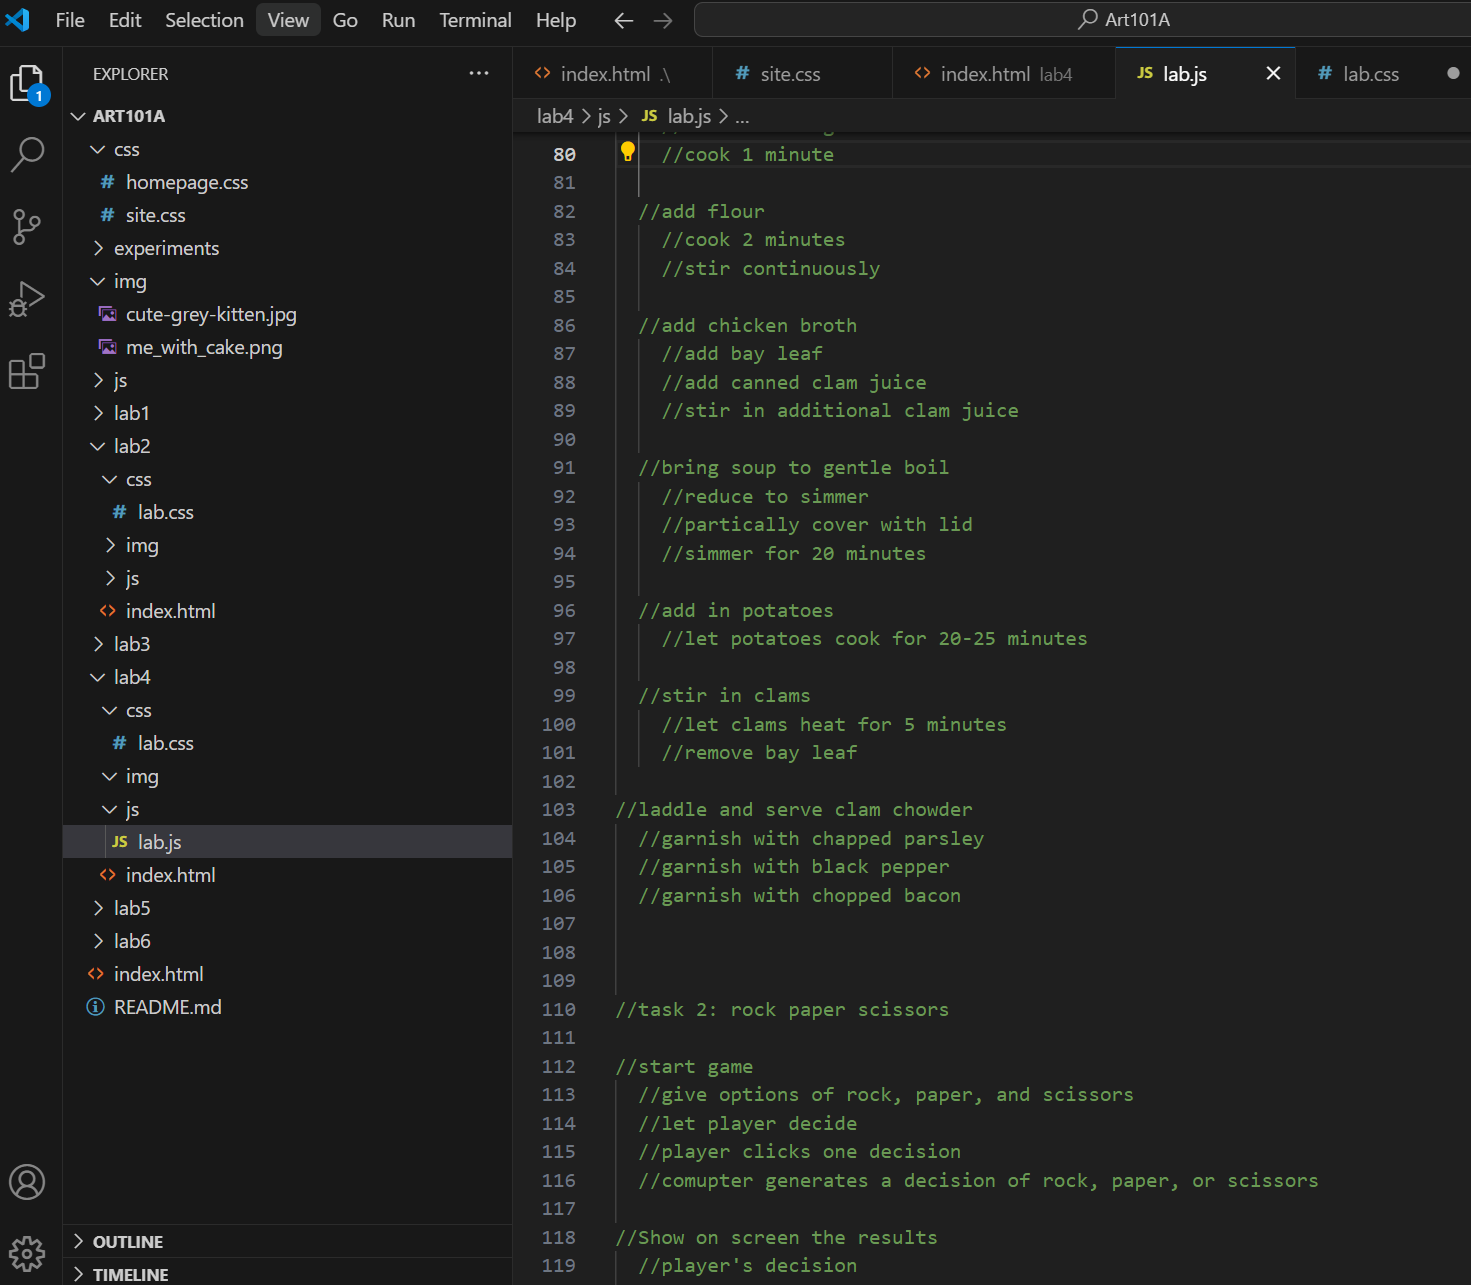 File Edit Selection View Go Run Terminal Help Art101A
EXPLORER
1
ART101A
css
# homepage.css
# site.css
experiments
img
cute-grey-kitten.jpg
me_with_cake.png
js
lab1
lab2
css
# lab.css
img
js
<> index.html
lab3
lab4
css
# lab.css
img
js
JS lab.js
<> index.html
lab5
lab6
<> index.html
README.md
OUTLINE
TIMELINE
<> index.html .\ # site.css <> index.html lab4 JS lab.js # lab.css
lab4 > js > JS lab.js > ...
80 //cook 1 minute
81
82 //add flour
83 //cook 2 minutes
84 //stir continuously
85
86 //add chicken broth
87 //add bay leaf
88 //add canned clam juice
89 //stir in additional clam juice
90
91 //bring soup to gentle boil
92 //reduce to simmer
93 //partically cover with lid
94 //simmer for 20 minutes
95
96 //add in potatoes
97 //let potatoes cook for 20-25 minutes
98
99 //stir in clams
100 //let clams heat for 5 minutes
101 //remove bay leaf
102
103 //laddle and serve clam chowder
104 //garnish with chapped parsley
105 //garnish with black pepper
106 //garnish with chopped bacon
107
108
109
110 //task 2: rock paper scissors
111
112 //start game
113 //give options of rock, paper, and scissors
114 //let player decide
115 //player clicks one decision
116 //comupter generates a decision of rock, paper, or scissors
117
118 //Show on screen the results
119 //player's decision